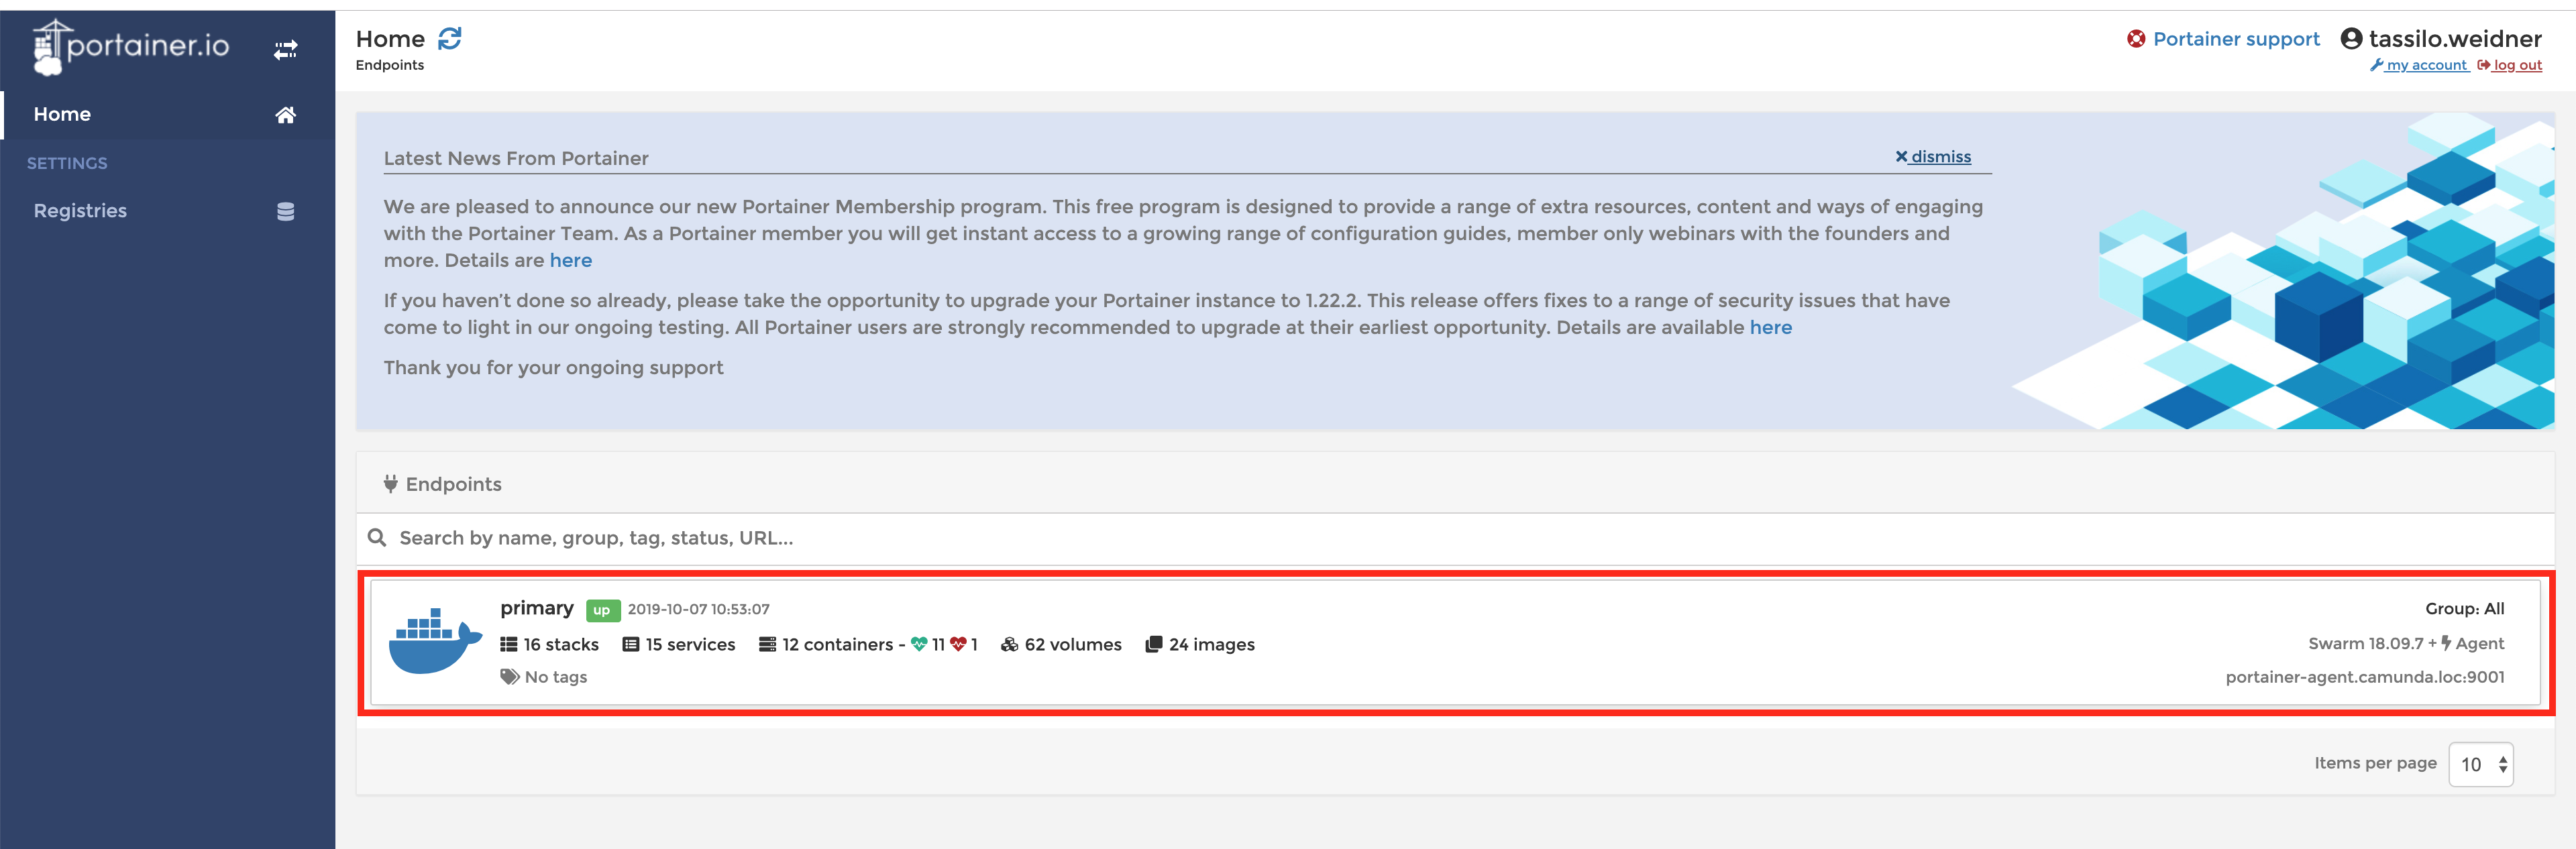 portainer.io
Home
SETTINGS
Registries
Home
Endpoints
Portainer support
tassilo.weidner
my account log out
Latest News From Portainer
dismiss
We are pleased to announce our new Portainer Membership program. This free program is designed to provide a range of extra resources, content and ways of engaging
with the Portainer Team. As a Portainer member you will get instant access to a growing range of configuration guides, member only webinars with the founders and
more. Details are here
If you haven’t done so already, please take the opportunity to upgrade your Portainer instance to 1.22.2. This release offers fixes to a range of security issues that have
come to light in our ongoing testing. All Portainer users are strongly recommended to upgrade at their earliest opportunity. Details are available here
Thank you for your ongoing support
Endpoints
Search by name, group, tag, status, URL...
primary up 2019-10-07 10:53:07
Group: All
16 stacks 15 services 12 containers - 11 1 62 volumes 24 images
Swarm 18.09.7 + Agent
No tags
portainer-agent.camunda.loc:9001
Items per page 10